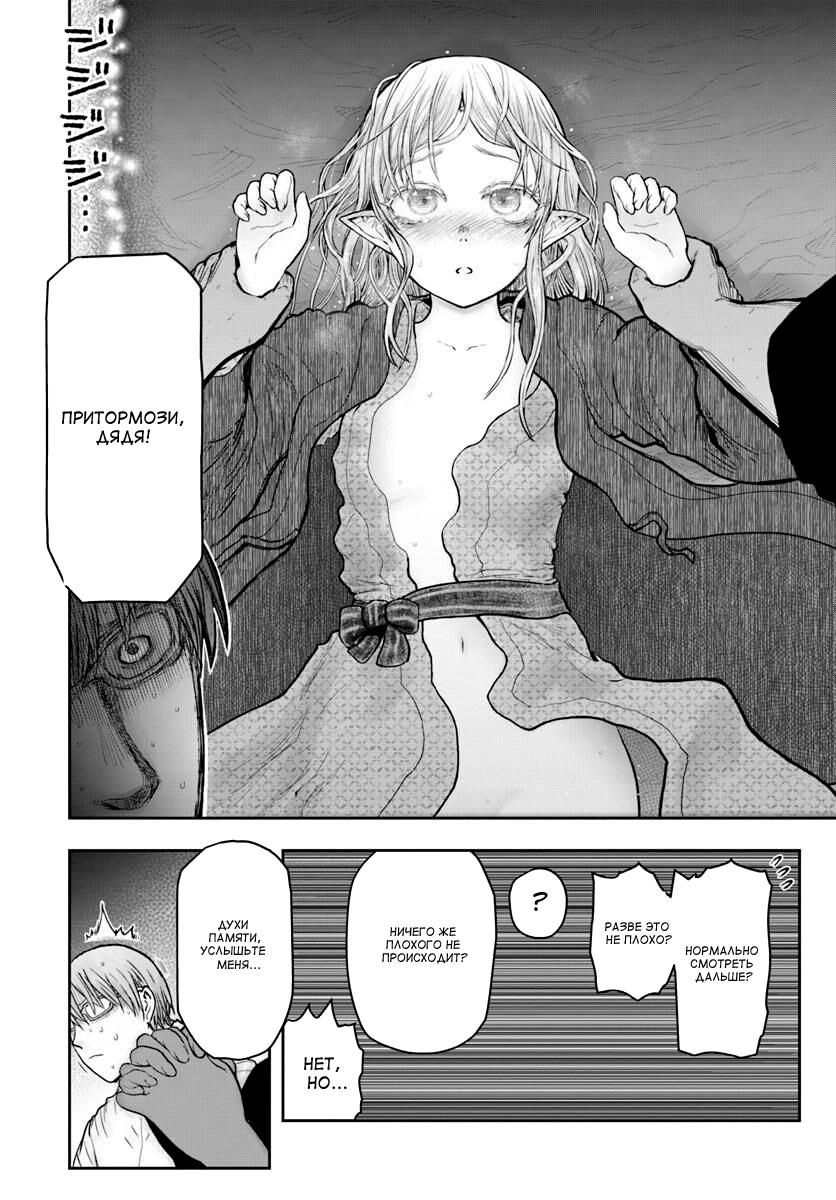 ПРИТОРМОЗИ,
ДЯДЯ!
НОРМАЛЬНО
СМОТРЕТЬ
ДАЛЬШЕ?
РАЗВЕ ЭТО
НЕ ПЛОХО?
?
НИЧЕГО ЖЕ
ПЛОХОГО НЕ
ПРОИСХОДИТ?
НЕТ,
НО...
ДУХИ
ПАМЯТИ,
УСЛЫШЬТЕ
МЕНЯ...